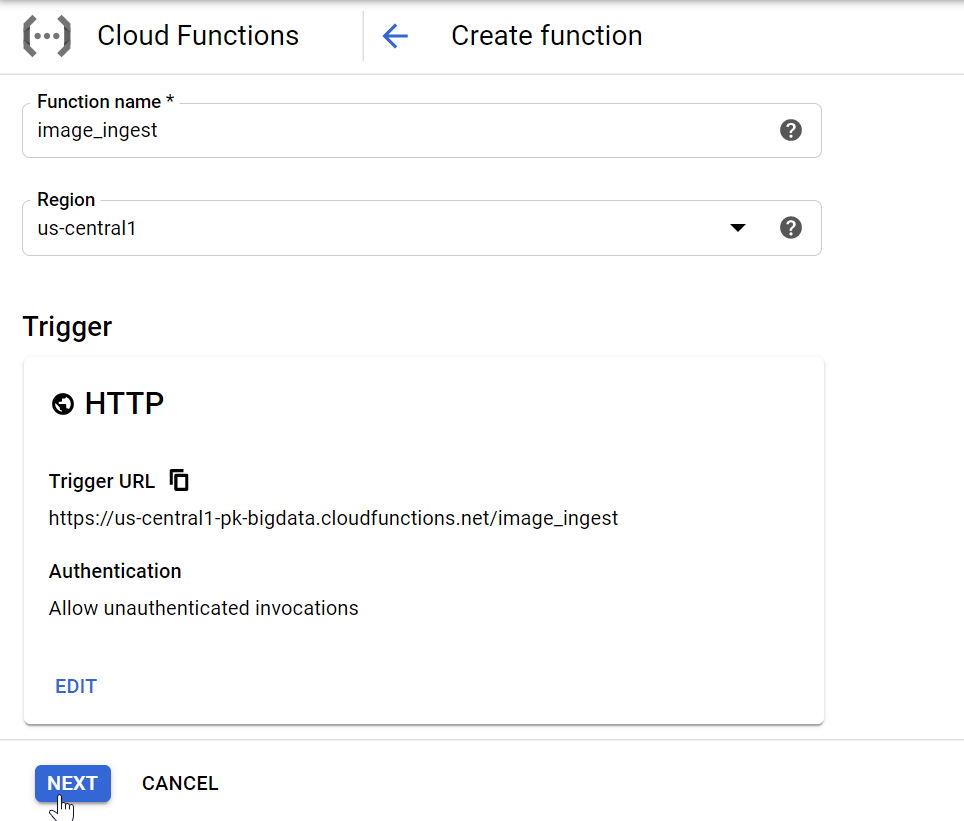 Cloud Functions
Create function
Function name *
image_ingest
Region
us-central1
Trigger
HTTP
Trigger URL
https://us-central1-pk-bigdata.cloudfunctions.net/image_ingest
Authentication
Allow unauthenticated invocations
EDIT
NEXT CANCEL